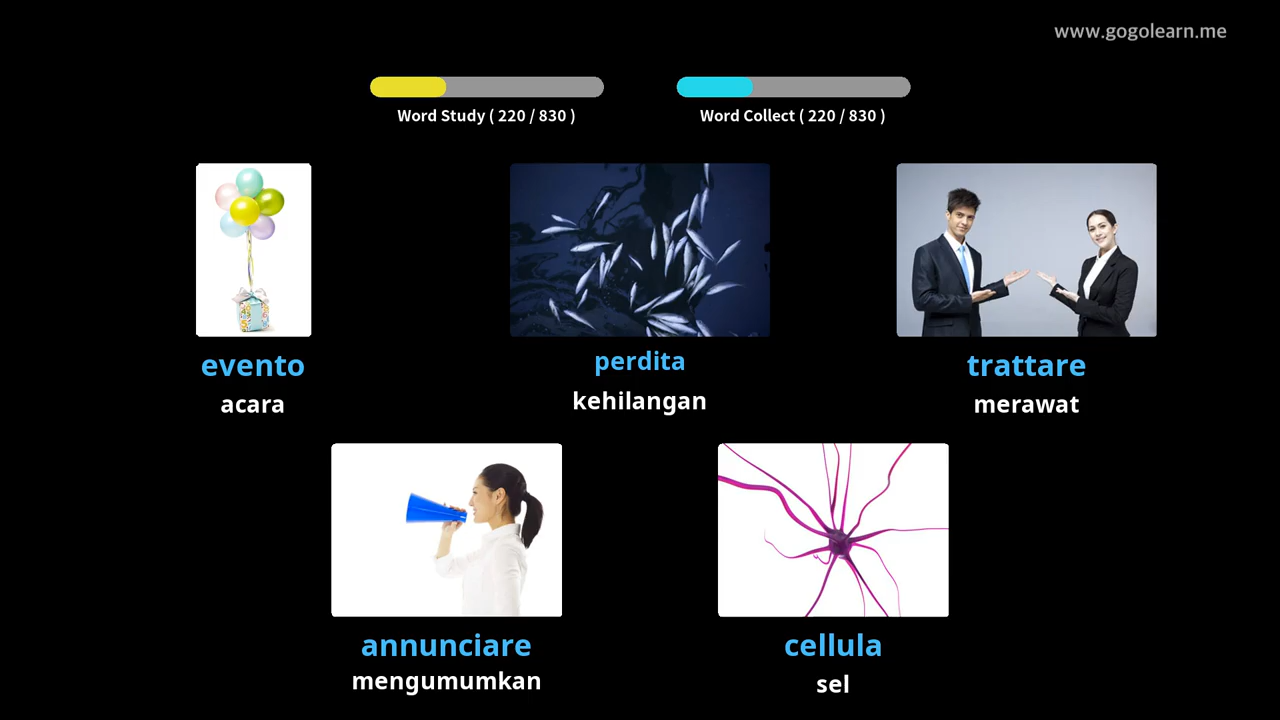 www.gogolearn.me
Word Study ( 220 / 830 )
Word Collect ( 220 / 830 )
evento
acara
perdita
kehilangan
trattare
merawat
annunciare
mengumumkan
cellula
sel